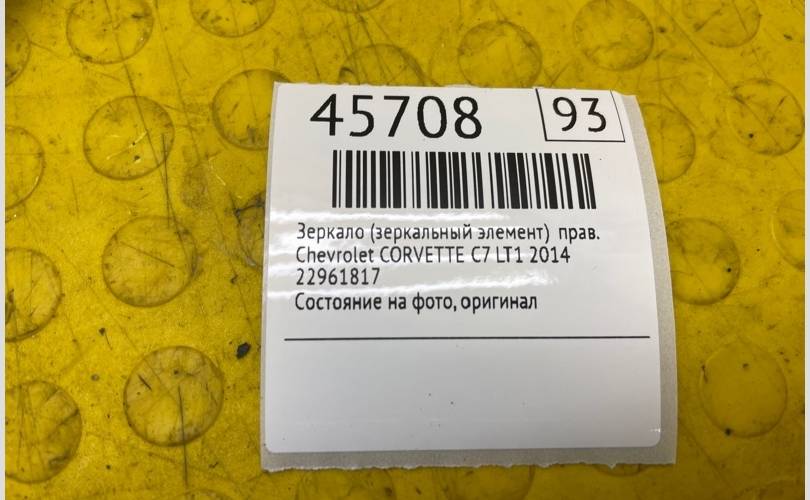 45708 93
Зеркало (зеркальный элемент) прав.
Chevrolet CORVETTE C7 LT1 2014
22961817
Состояние на фото, оригинал